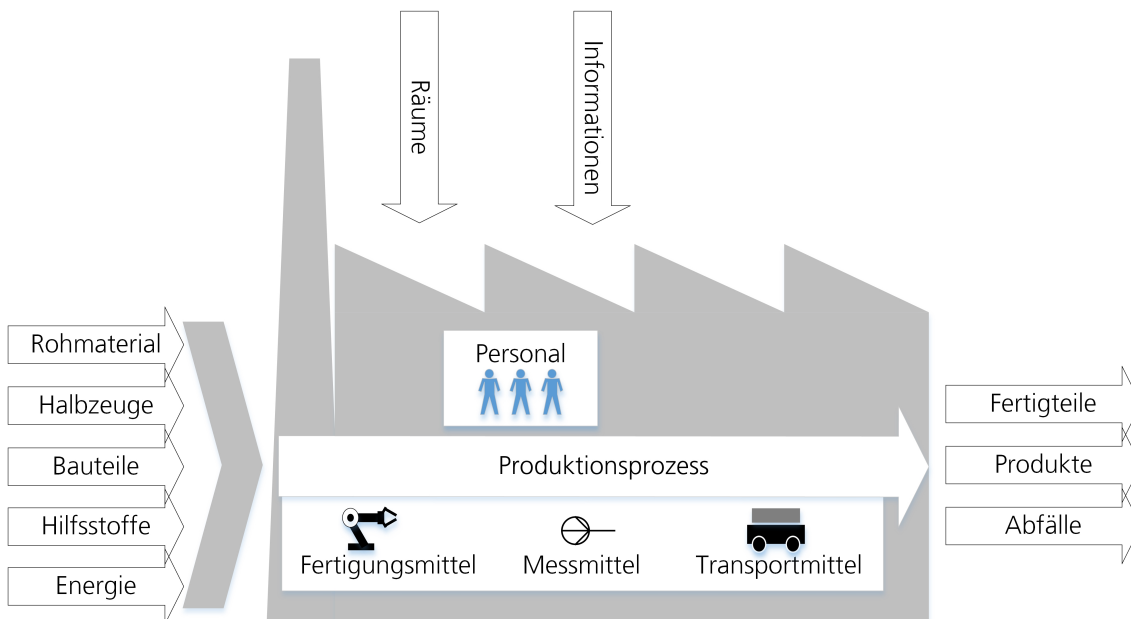 Räume
Informationen
Rohmaterial
Halbzeuge
Bauteile
Hilfsstoffe
Energie
Personal
Produktionsprozess
Fertigungsmittel
Messmittel
Transportmittel
Fertigteile
Produkte
Abfälle